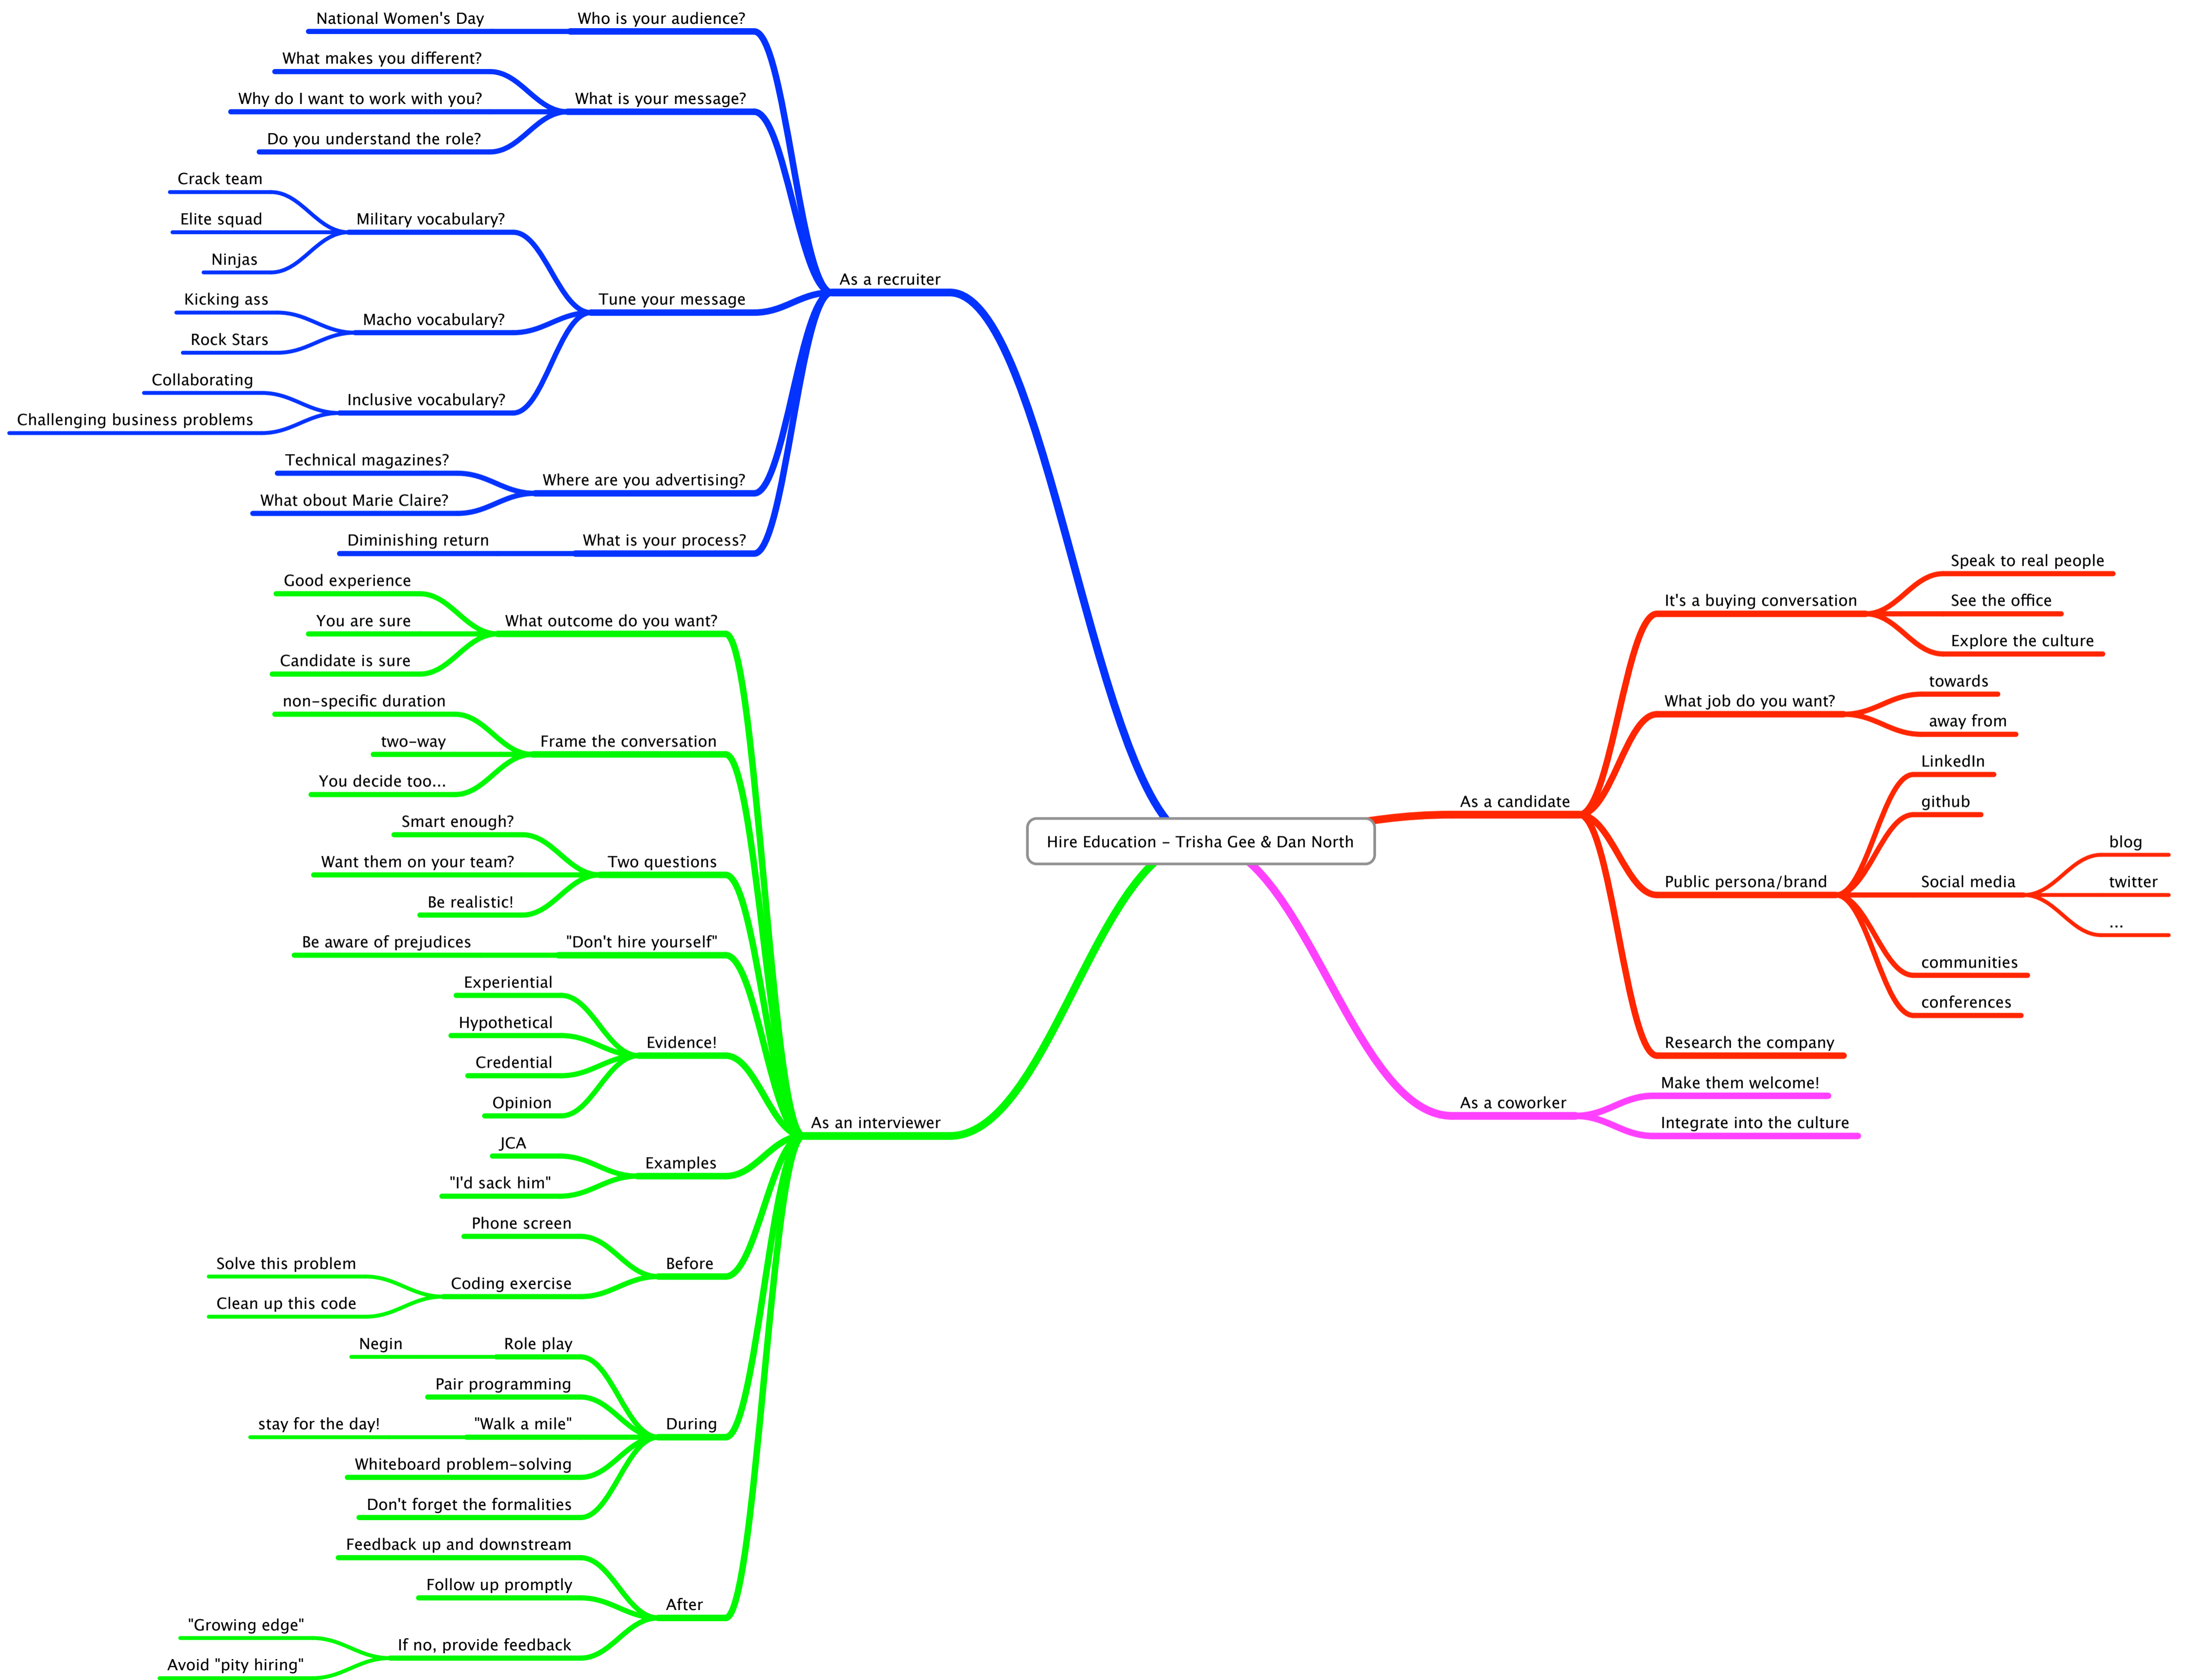 Hire Education - Trisha Gee & Dan North
As a recruiter
Who is your audience?
National Women's Day
What is your message?
What makes you different?
Why do I want to work with you?
Do you understand the role?
Tune your message
Military vocabulary?
Crack team
Elite squad
Ninjas
Macho vocabulary?
Kicking ass
Rock Stars
Inclusive vocabulary?
Collaborating
Challenging business problems
Where are you advertising?
Technical magazines?
What obout Marie Claire?
What is your process?
Diminishing return
As an interviewer
What outcome do you want?
Good experience
You are sure
Candidate is sure
Frame the conversation
non-specific duration
two-way
You decide too...
Two questions
Smart enough?
Want them on your team?
Be realistic!
"Don't hire yourself"
Be aware of prejudices
Evidence!
Experiential
Hypothetical
Credential
Opinion
Examples
JCA
"I'd sack him"
Before
Phone screen
Coding exercise
Solve this problem
Clean up this code
During
Role play
Negin
Pair programming
"Walk a mile"
stay for the day!
Whiteboard problem-solving
Don't forget the formalities
After
Feedback up and downstream
Follow up promptly
If no, provide feedback
"Growing edge"
Avoid "pity hiring"
As a candidate
It's a buying conversation
Speak to real people
See the office
Explore the culture
What job do you want?
towards
away from
Public persona/brand
LinkedIn
github
Social media
blog
twitter
...
communities
conferences
Research the company
As a coworker
Make them welcome!
Integrate into the culture